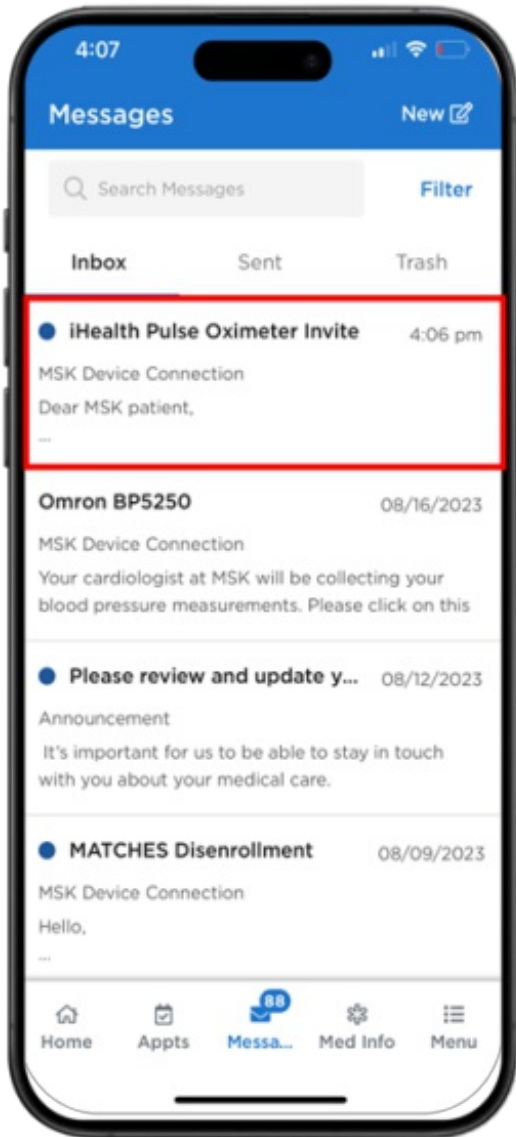 4:07
Messages
New
Search Messages
Filter
Inbox
Sent
Trash
iHealth Pulse Oximeter Invite
4:06 pm
MSK Device Connection
Dear MSK patient,
...
Omron BP5250
08/16/2023
MSK Device Connection
Your cardiologist at MSK will be collecting your
blood pressure measurements. Please click on this
Please review and update y...
08/12/2023
Announcement
It's important for us to be able to stay in touch
with you about your medical care.
MATCHES Disenrollment
08/09/2023
MSK Device Connection
Hello,
...
88
Home
Appts
Messa...
Med Info
Menu